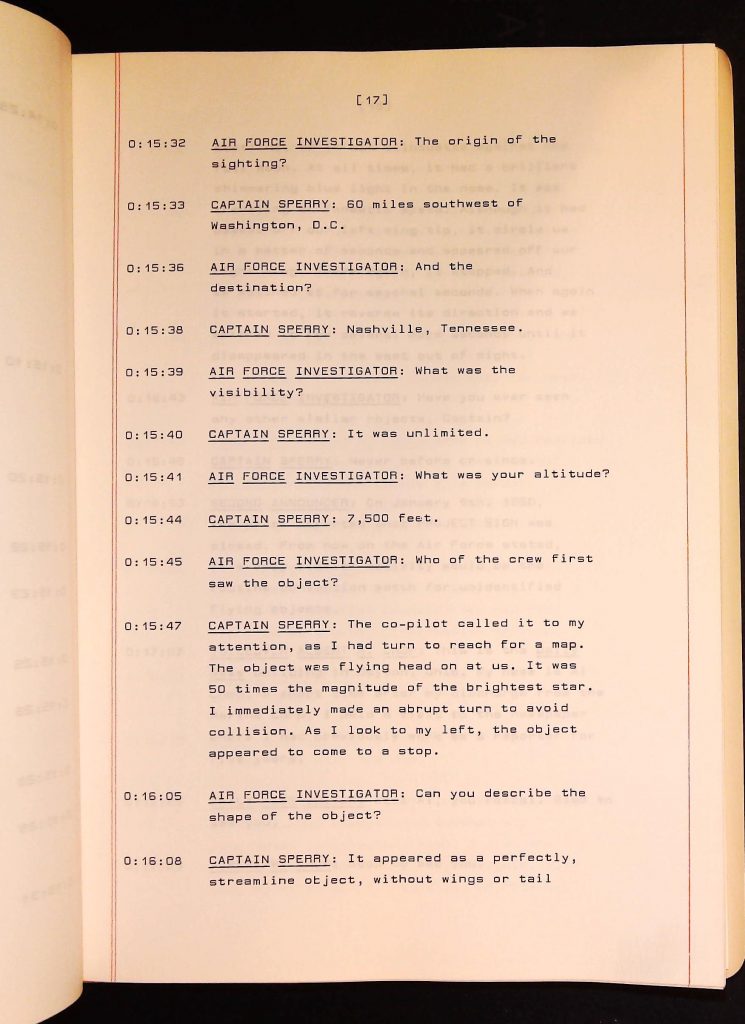 [17]
0:15:32 AIR FORCE INVESTIGATOR: The origin of the
sighting?
0:15:33 CAPTAIN SPERRY: 60 miles southwest of
Washington, D.C.
0:15:36 AIR FORCE INVESTIGATOR: And the
destination?
0:15:38 CAPTAIN SPERRY: Nashville, Tennessee.
0:15:39 AIR FORCE INVESTIGATOR: What was the
visibility?
0:15:40 CAPTAIN SPERRY: It was unlimited.
0:15:41 AIR FORCE INVESTIGATOR: What was your altitude?
0:15:44 CAPTAIN SPERRY: 7,500 feet.
0:15:45 AIR FORCE INVESTIGATOR: Who of the crew first
saw the object?
0:15:47 CAPTAIN SPERRY: The co-pilot called it to my
attention, as I had turn to reach for a map.
The object was flying head on at us. It was
50 times the magnitude of the brightest star.
I immediately made an abrupt turn to avoid
collision. As I look to my left, the object
appeared to come to a stop.
0:16:05 AIR FORCE INVESTIGATOR: Can you describe the
shape of the object?
0:16:08 CAPTAIN SPERRY: It appeared as a perfectly,
streamline object, without wings or tail